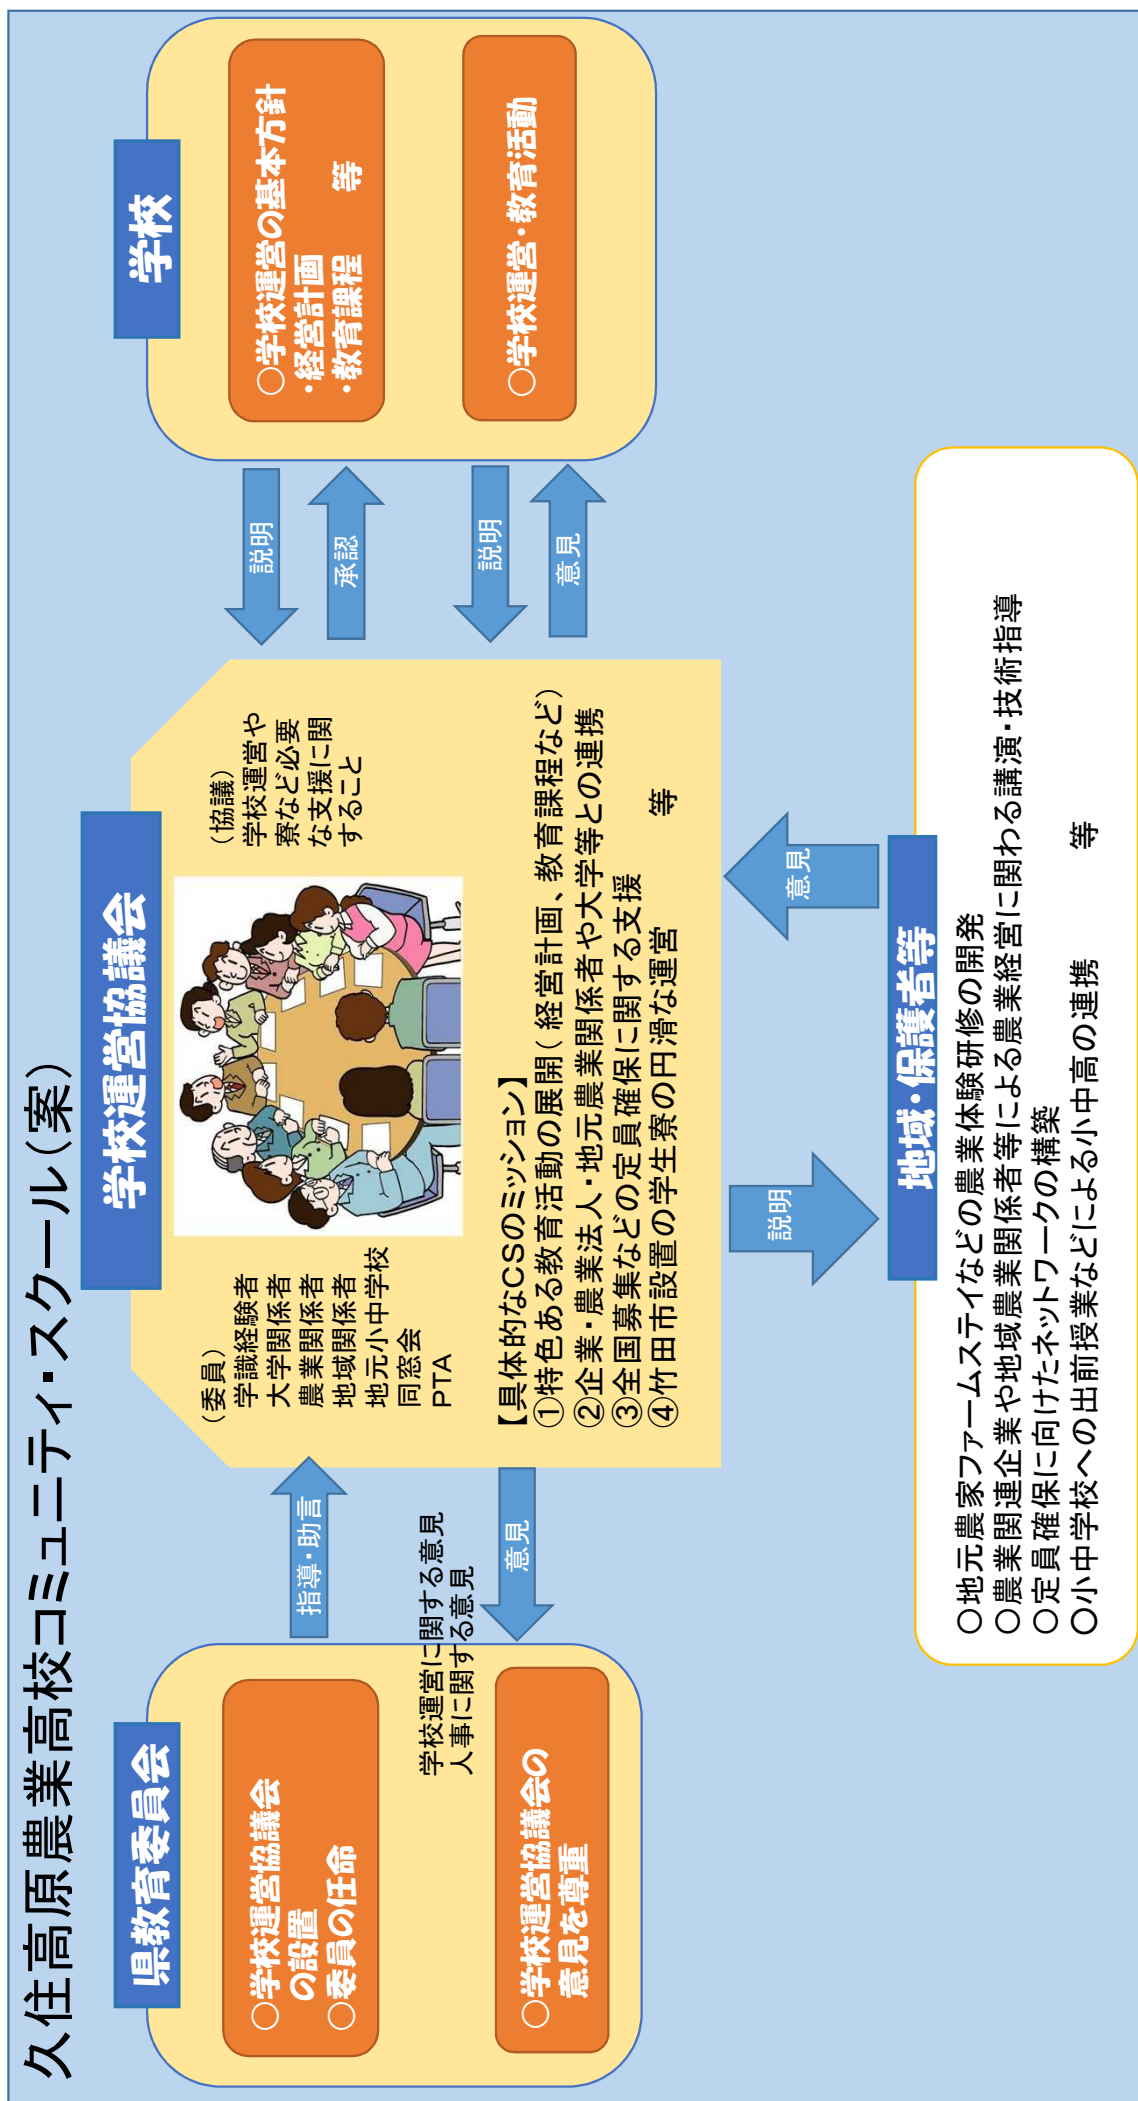 久住高原農業高校コミュニティ・スクール(案)
県教育委員会
○学校運営協議会
の設置
○委員の任命
○学校運営協議会の
意見を尊重
指導・助言
学校運営に関する意見
人事に関する意見
意見
学校運営協議会
(委員)
学識経験者
大学関係者
農業関係者
地域関係者
地元小中学校
同窓会
PTA
(協議)
学校運営や
寮など必要
な支援に関
すること
【具体的なCSのミッション】
①特色ある教育活動の展開(経営計画、教育課程など)
②企業・農業法人・地元農業関係者や大学等との連携
③全国募集などの定員確保に関する支援
④竹田市設置の学生寮の円滑な運営 等
説明
承認
説明
意見
学校
○学校運営の基本方針
・経営計画
・教育課程 等
○学校運営・教育活動
説明
意見
地域・保護者等
○地元農家ファームステイなどの農業体験研修の開発
○農業関連企業や地域農業関係者等による農業経営に関わる講演・技術指導
○定員確保に向けたネットワークの構築
○小中学校への出前授業などによる小中高の連携 等